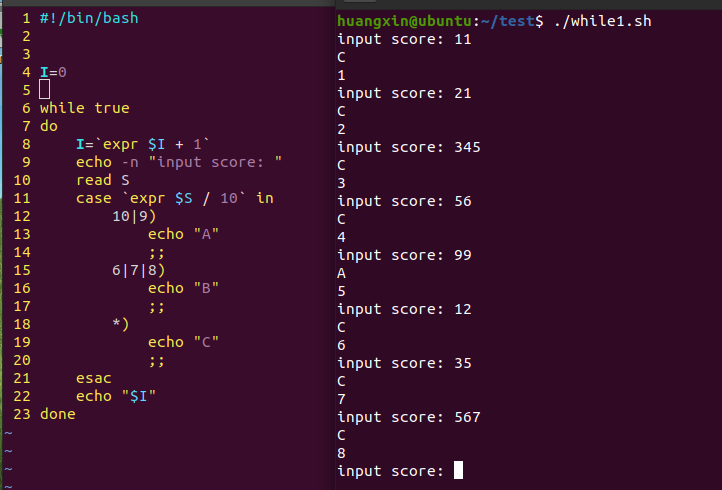 1 #!/bin/bash
2
3
4 I=0
5
6 while true
7 do
8     I=`expr $I + 1`
9     echo -n "input score: "
10     read S
11     case `expr $S / 10` in
12         10|9)
13             echo "A"
14             ;;
15         6|7|8)
16             echo "B"
17             ;;
18         *)
19             echo "C"
20             ;;
21     esac
22     echo "$I"
23 done
~
~
~
~
huangxin@ubuntu:~/test$ ./while1.sh
input score: 11
C
1
input score: 21
C
2
input score: 345
C
3
input score: 56
C
4
input score: 99
A
5
input score: 12
C
6
input score: 35
C
7
input score: 567
C
8
input score: